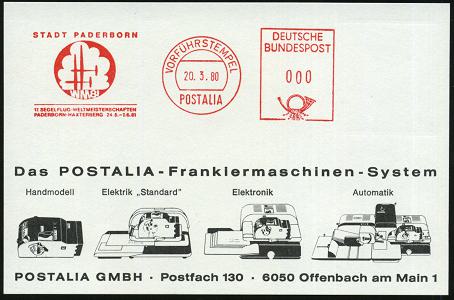 STADT PADERBORN
WM81
17. SEGELFLUG-WELTMEISTERSCHAFTEN
PADERBORN-HAXTERBERG 24.5.-7.6.81
VORFÜHRSTEMPEL
20. 3. 80
POSTALIA
DEUTSCHE
BUNDESPOST
000
Das POSTALIA-Frankiermaschinen-System
Handmodell Elektrik „Standard" Elektronik Automatik
POSTALIA GMBH · Postfach 130 · 6050 Offenbach am Main 1